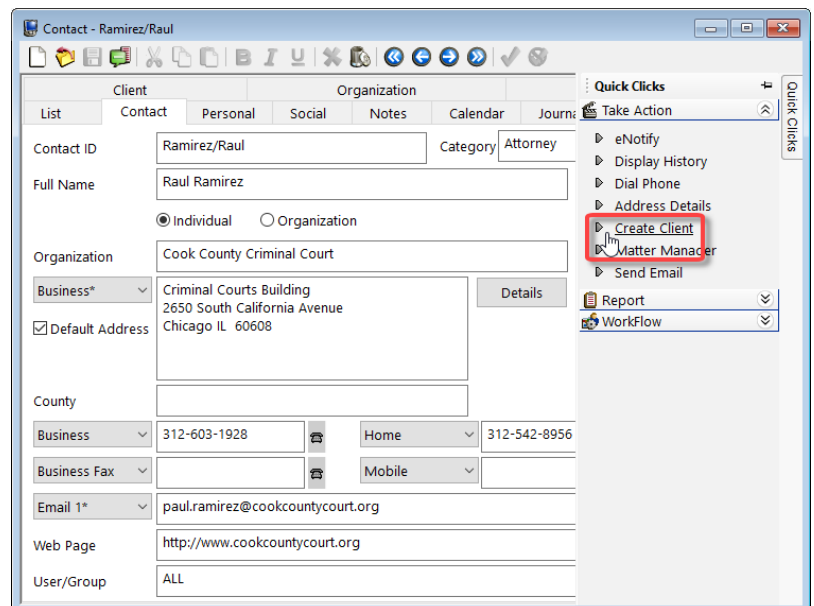 Contact - Ramirez/Raul
B I U
Client Organization
List Contact Personal Social Notes Calendar Journa
Contact ID Ramirez/Raul Category Attorney
Full Name Raul Ramirez
Individual Organization
Organization Cook County Criminal Court
Business* Criminal Courts Building Details
2650 South California Avenue
Default Address Chicago IL 60608
County
Business 312-603-1928 Home 312-542-8956
Business Fax Mobile
Email 1* paul.ramirez@cookcountycourt.org
Web Page http://www.cookcountycourt.org
User/Group ALL
Quick Clicks
Take Action
eNotify
Display History
Dial Phone
Address Details
Create Client
Matter Manager
Send Email
Report
WorkFlow
Quick Clicks